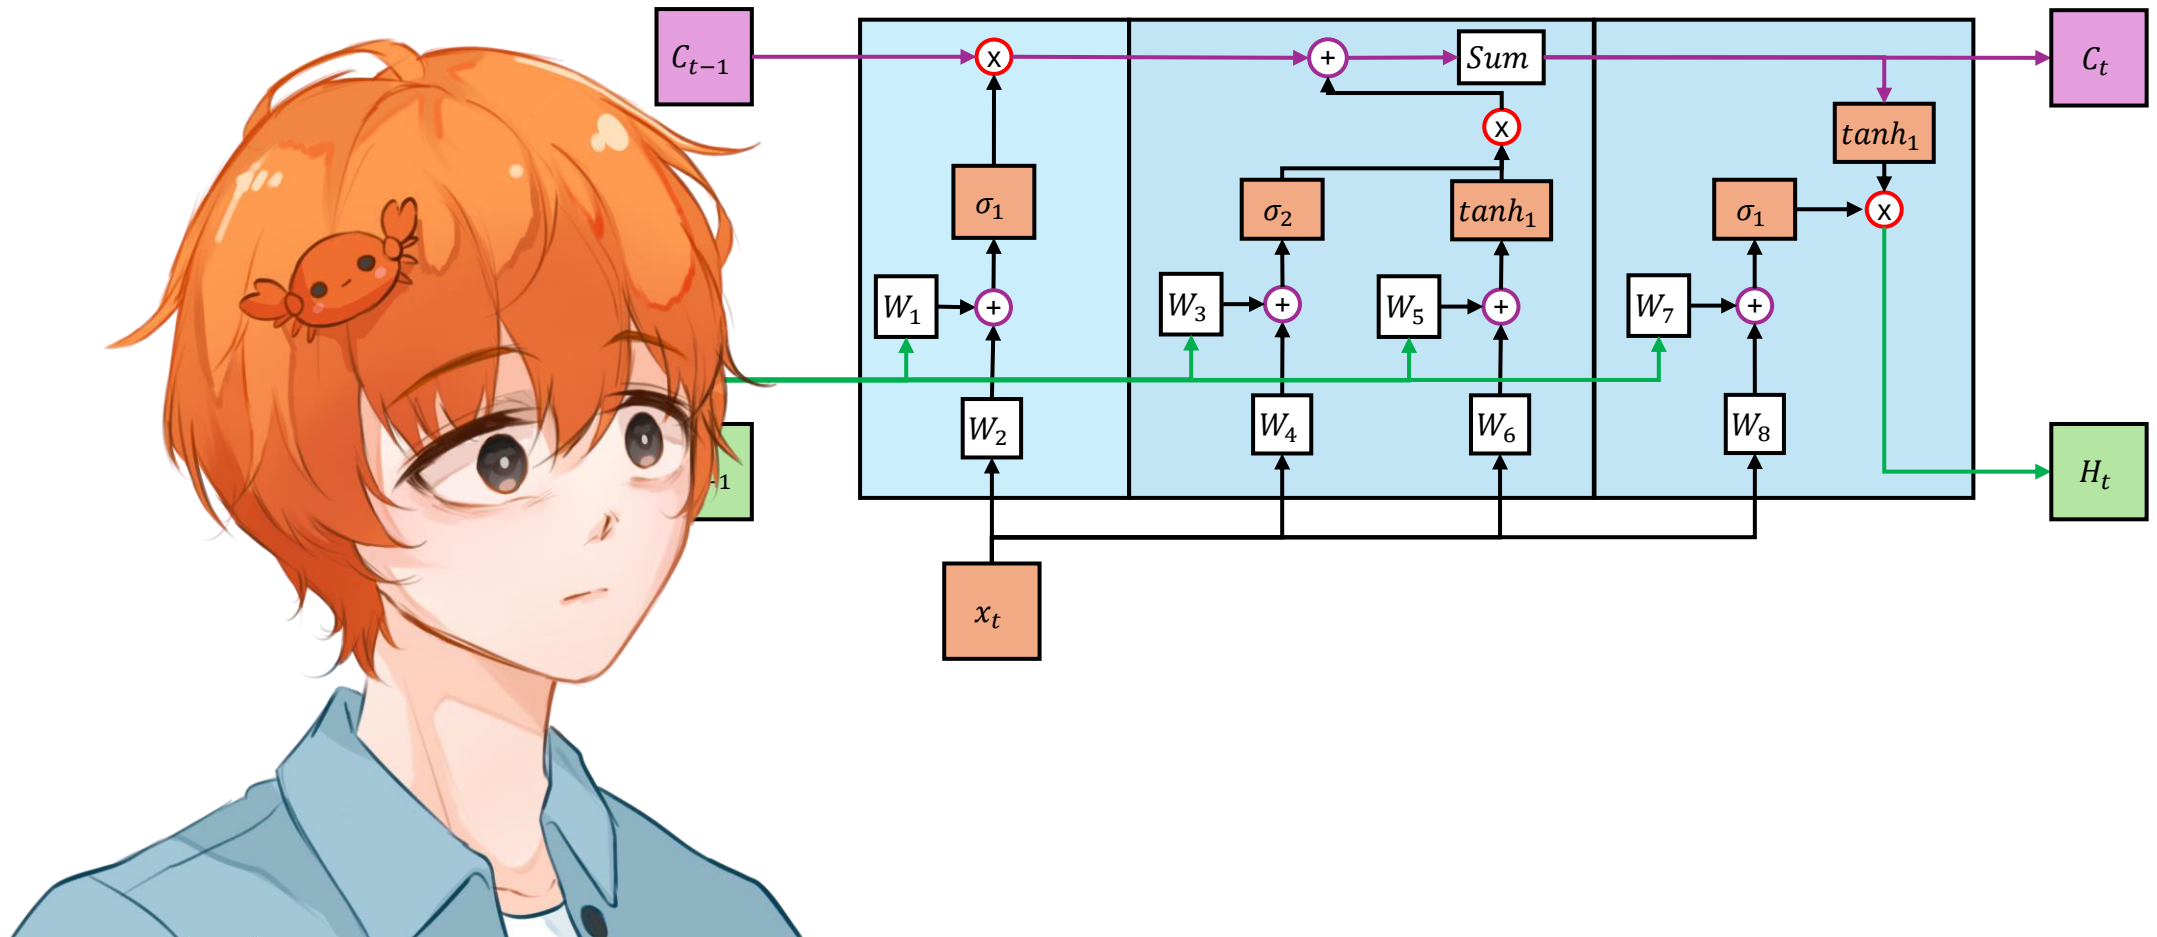 C_{t-1}
x
+
Sum
C_t
x
tanh_1
σ_1
σ_2
tanh_1
σ_1
x
W_1
+
W_3
+
W_5
+
W_7
+
W_2
W_4
W_6
W_8
-1
H_t
x_t